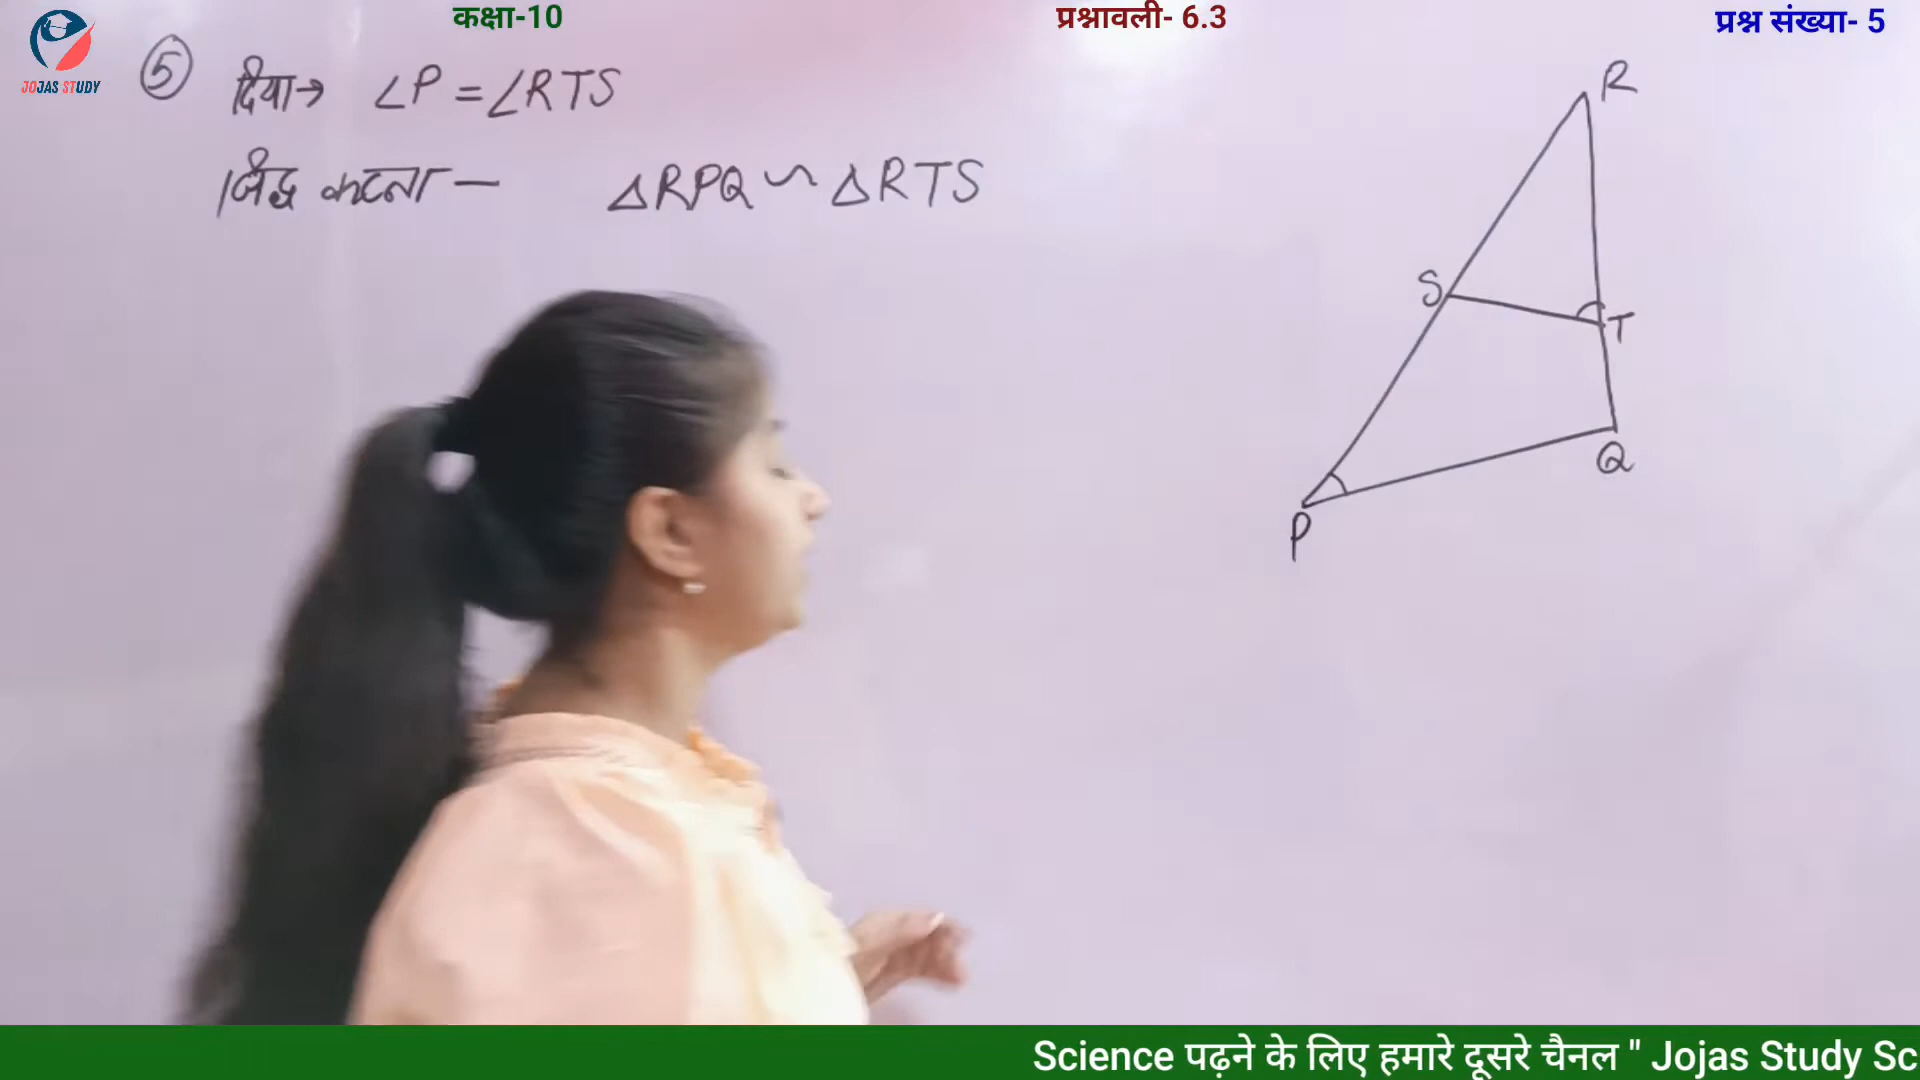 कक्षा-10
प्रश्नावली- 6.3
प्रश्न संख्या- 5
JOJAS STUDY
5 दिया→ ∠P = ∠RTS
सिद्ध करना — ΔRPQ ∽ ΔRTS
R
S
T
Q
P
Science पढ़ने के लिए हमारे दूसरे चैनल " Jojas Study Sc